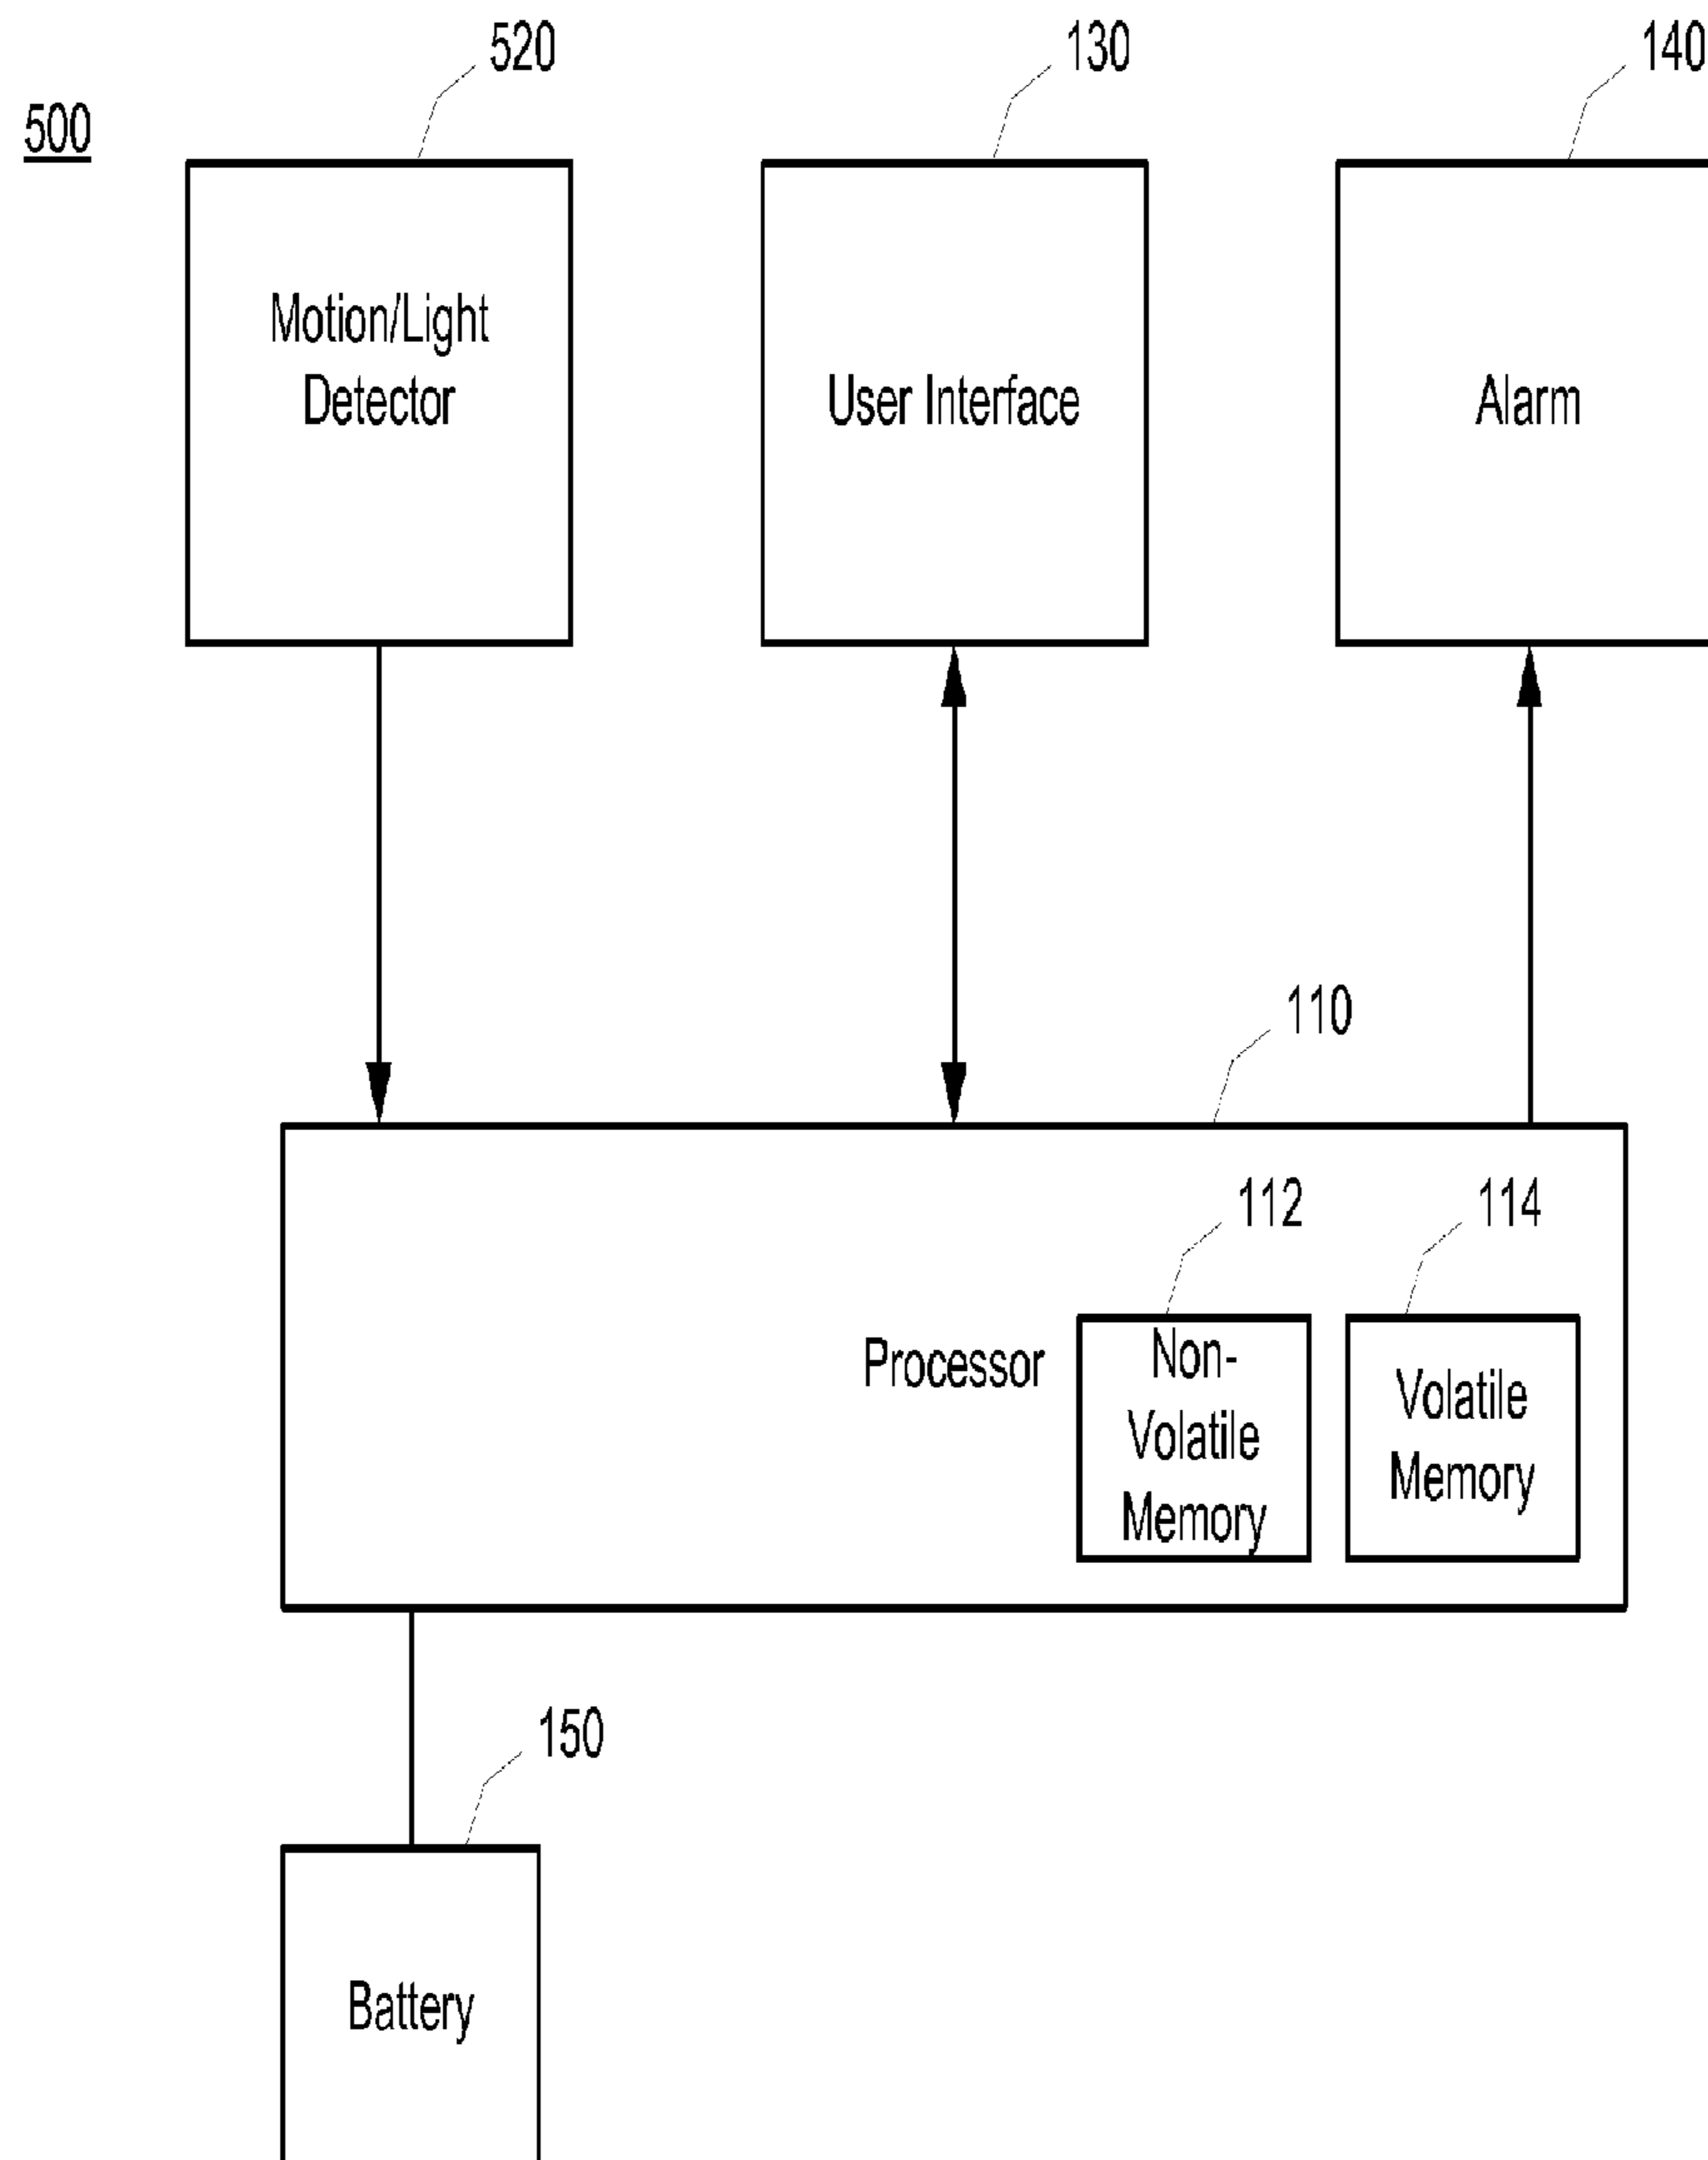 520
130
140
500
Motion/Light
Detector
User Interface
Alarm
110
112
114
Processor
Non-
Volatile
Memory
Volatile
Memory
150
Battery